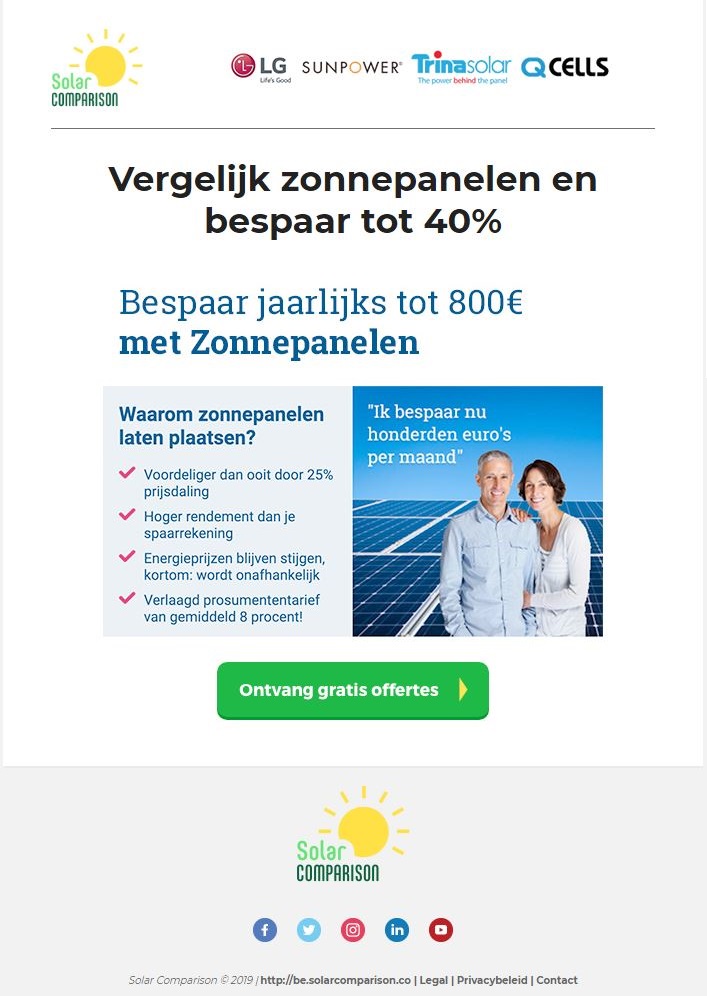 Solar
COMPARISON
LG
Life's Good
SUNPOWER®
Trinasolar
The power behind the panel
Q CELLS
Vergelijk zonnepanelen en
bespaar tot 40%
Bespaar jaarlijks tot 800€
met Zonnepanelen
Waarom zonnepanelen
laten plaatsen?
Voordeliger dan ooit door 25%
prijsdaling
Hoger rendement dan je
spaarrekening
Energieprijzen blijven stijgen,
kortom: wordt onafhankelijk
Verlaagd prosumententarief
van gemiddeld 8 procent!
"Ik bespaar nu
honderden euro's
per maand"
Ontvang gratis offertes
Solar
COMPARISON
Solar Comparison © 2019 | http://be.solarcomparison.co | Legal | Privacybeleid | Contact